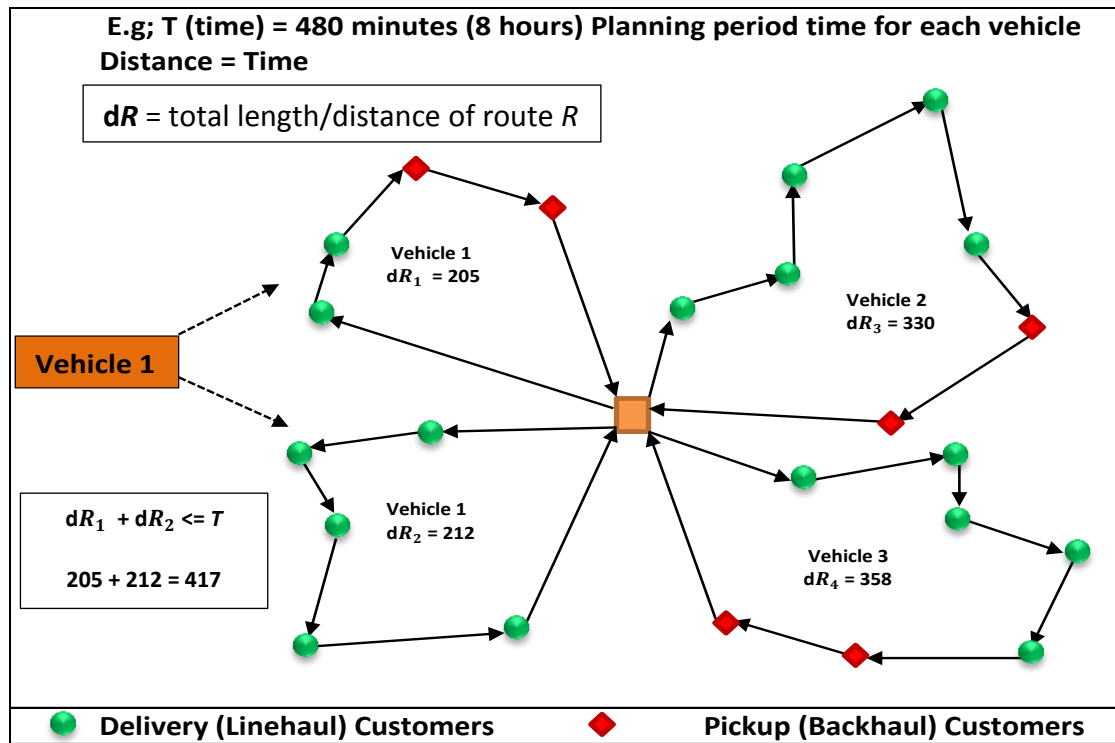 E.g; T (time) = 480 minutes (8 hours) Planning period time for each vehicle
Distance = Time
dR = total length/distance of route R
Vehicle 1
dR₁ = 205
Vehicle 2
dR₃ = 330
Vehicle 1
Vehicle 1
dR₂ = 212
dR₁ + dR₂ <= T
205 + 212 = 417
Vehicle 3
dR₄ = 358
Delivery (Linehaul) Customers
Pickup (Backhaul) Customers